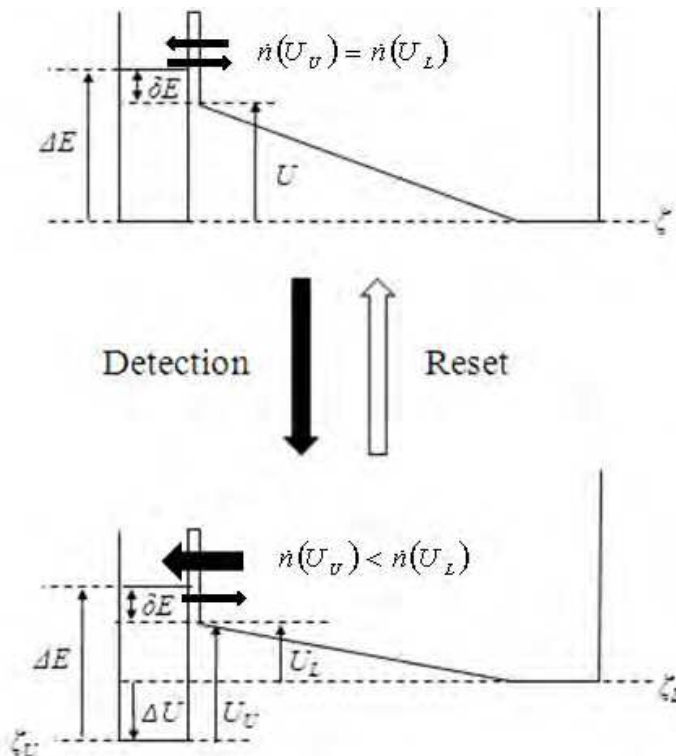 ṅ(U_U) = ṅ(U_L)
δE
ΔE
U
ζ
Detection
Reset
ṅ(U_U) < ṅ(U_L)
δE
ΔE
U_L
ζ_L
ΔU
U_U
ζ_U